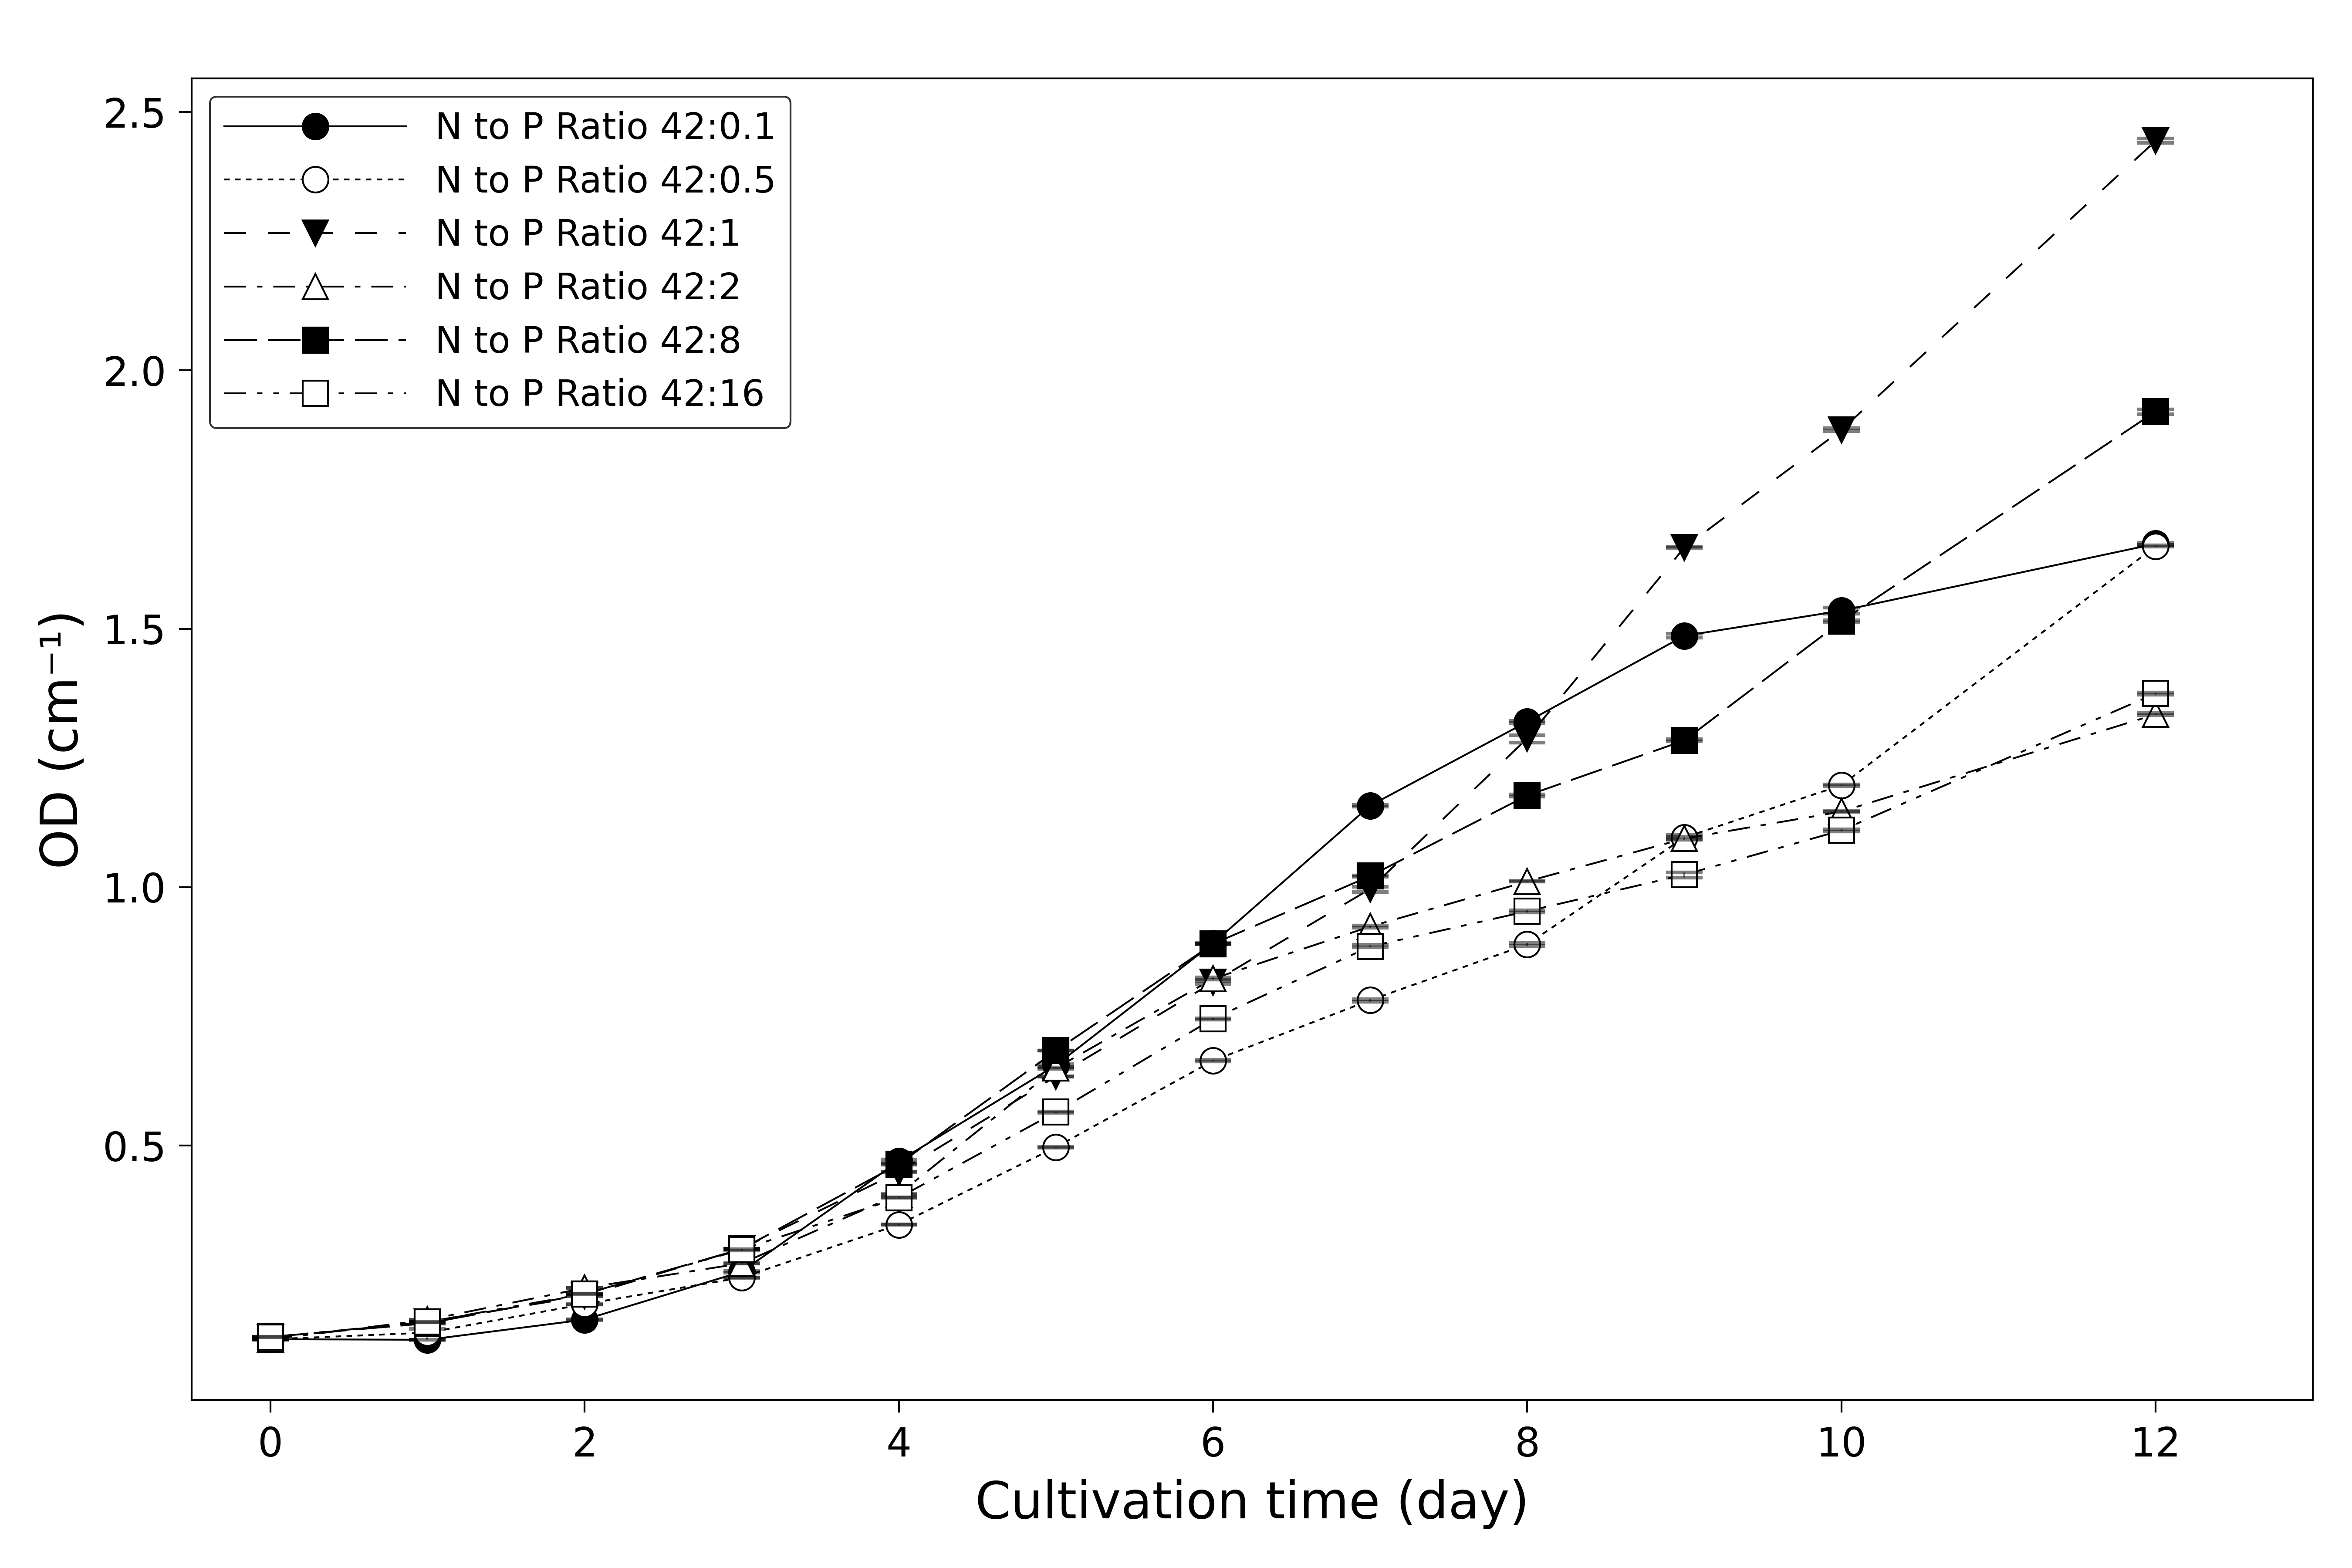 N to P Ratio 42:0.1
N to P Ratio 42:0.5
N to P Ratio 42:1
N to P Ratio 42:2
N to P Ratio 42:8
N to P Ratio 42:16
2.5
2.0
1.5
1.0
0.5
OD (cm⁻¹)
0 2 4 6 8 10 12
Cultivation time (day)